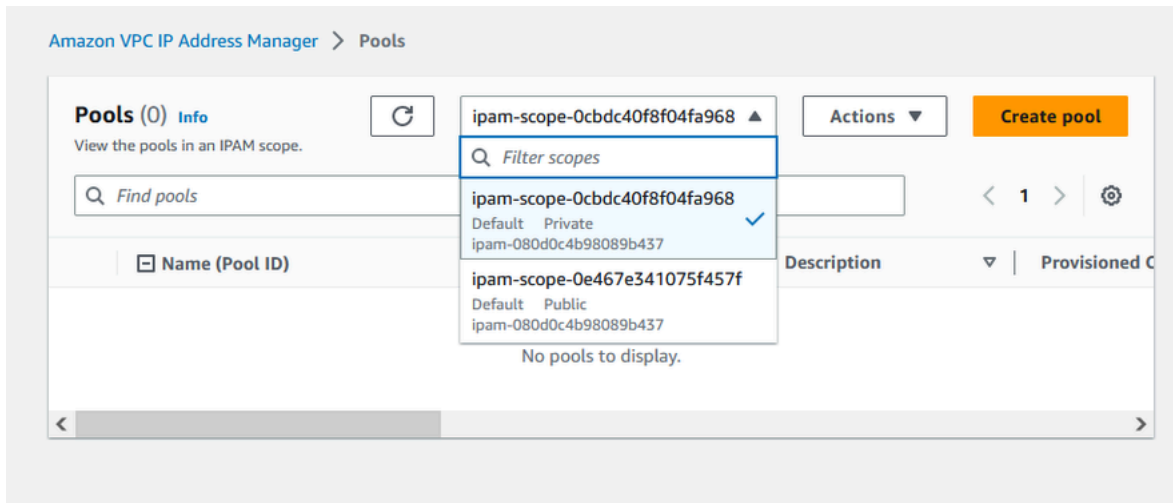 Amazon VPC IP Address Manager > Pools
Pools (0) Info
View the pools in an IPAM scope.
ipam-scope-0cbdc40f8f04fa968
Actions
Create pool
Filter scopes
Find pools
1
ipam-scope-0cbdc40f8f04fa968
Default Private
ipam-080d0c4b98089b437
ipam-scope-0e467e341075f457f
Default Public
ipam-080d0c4b98089b437
Name (Pool ID)
Description
Provisioned C
No pools to display.